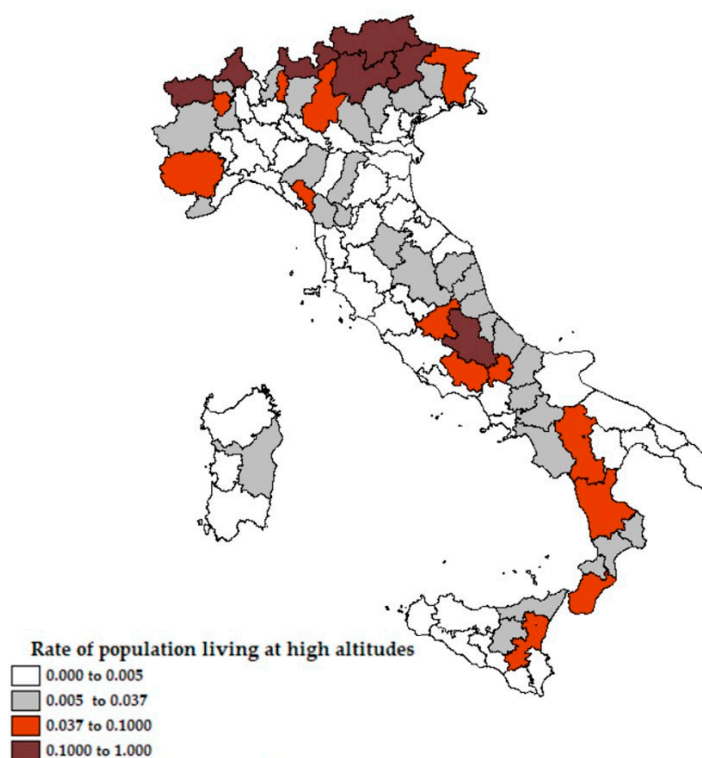 Rate of population living at high altitudes
0.000 to 0.005
0.005 to 0.037
0.037 to 0.1000
0.1000 to 1.000